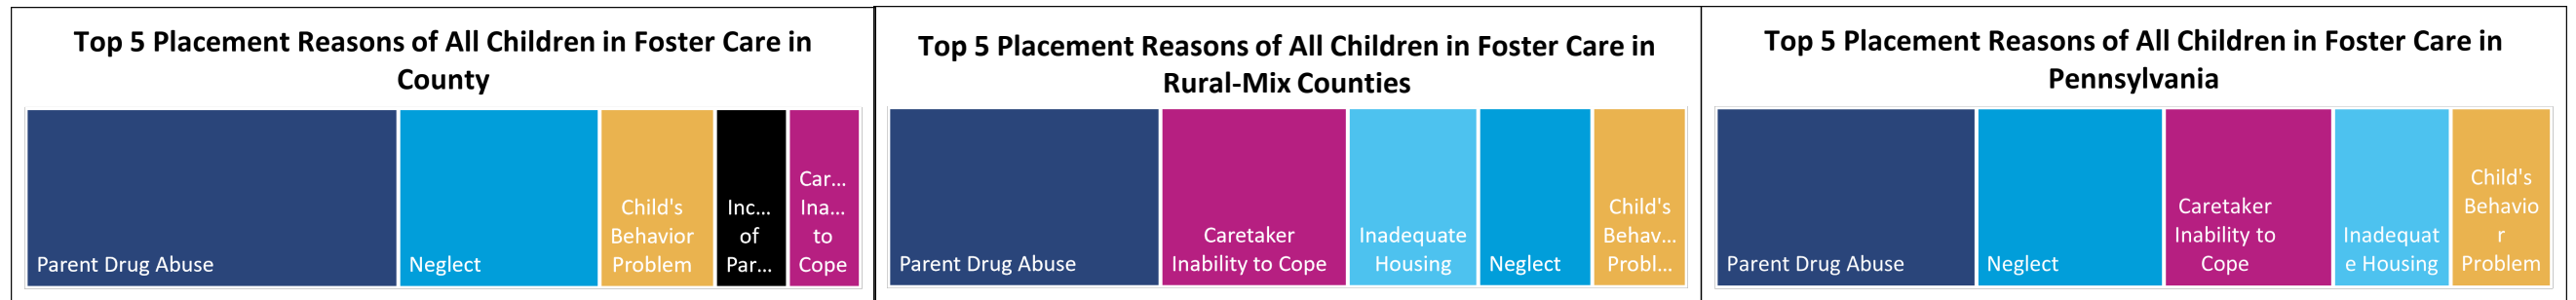 Top 5 Placement Reasons of All Children in Foster Care in
County
Parent Drug Abuse
Neglect
Child's
Behavior
Problem
Inc...
of
Par...
Car...
Ina...
to
Cope
Top 5 Placement Reasons of All Children in Foster Care in
Rural-Mix Counties
Parent Drug Abuse
Caretaker
Inability to Cope
Inadequate
Housing
Neglect
Child's
Behav...
Probl...
Top 5 Placement Reasons of All Children in Foster Care in
Pennsylvania
Parent Drug Abuse
Neglect
Caretaker
Inability to
Cope
Inadequat
e Housing
Child's
Behavio
r
Problem